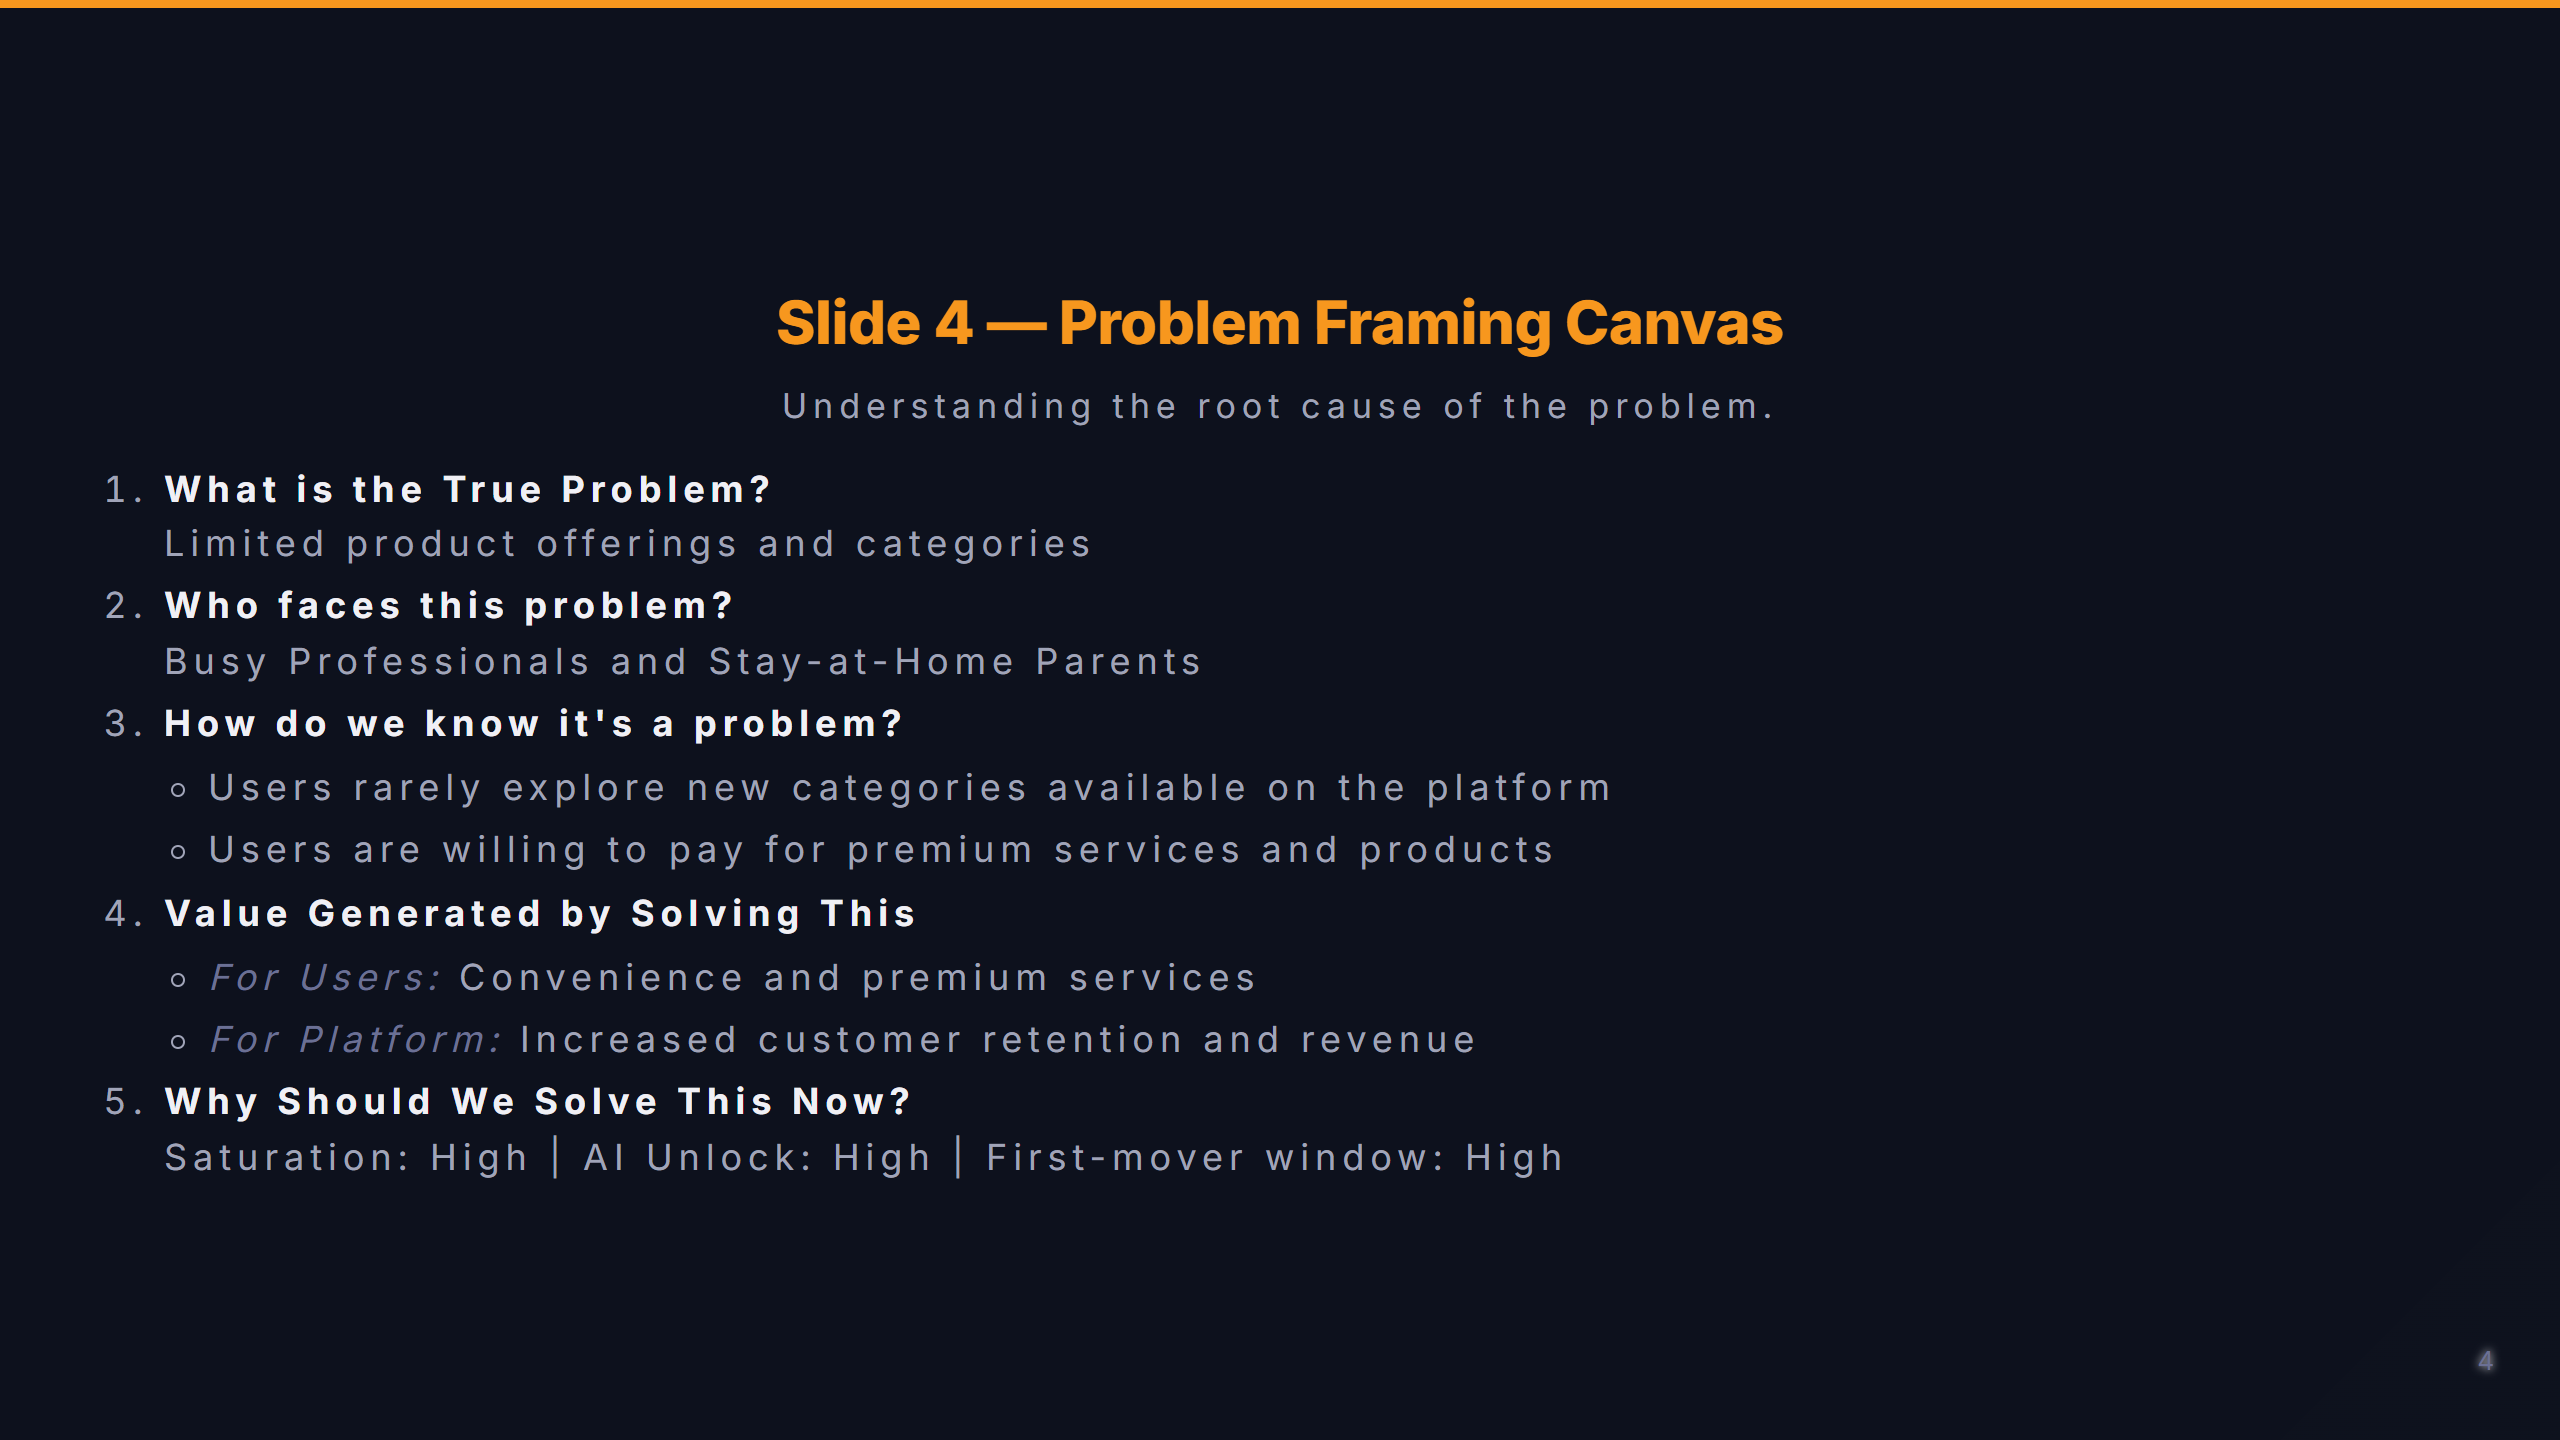 Slide 4 — Problem Framing Canvas
Understanding the root cause of the problem.
1. What is the True Problem?
Limited product offerings and categories
2. Who faces this problem?
Busy Professionals and Stay-at-Home Parents
3. How do we know it's a problem?
Users rarely explore new categories available on the platform
Users are willing to pay for premium services and products
4. Value Generated by Solving This
For Users: Convenience and premium services
For Platform: Increased customer retention and revenue
5. Why Should We Solve This Now?
Saturation: High | AI Unlock: High | First-mover window: High
4